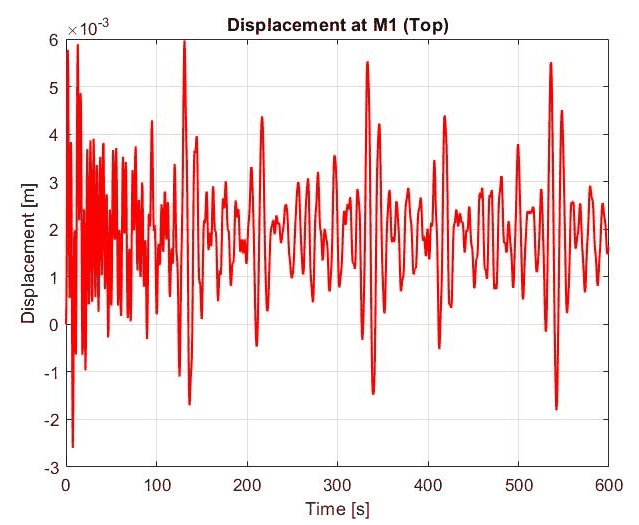 Displacement at M1 (Top)
×10-3
6
5
4
3
2
1
0
-1
-2
-3
Displacement [m]
0 100 200 300 400 500 600
Time [s]